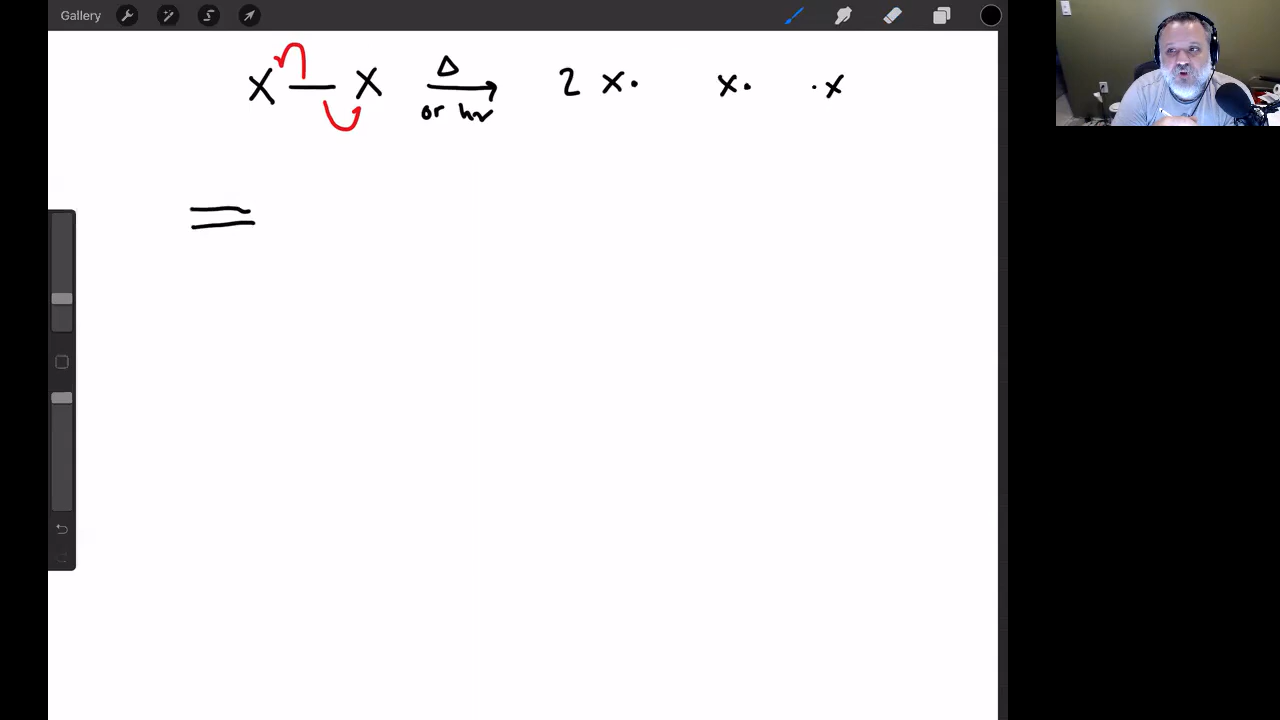 Gallery
X — X Δ→ 2 X· X· ·X
or hν